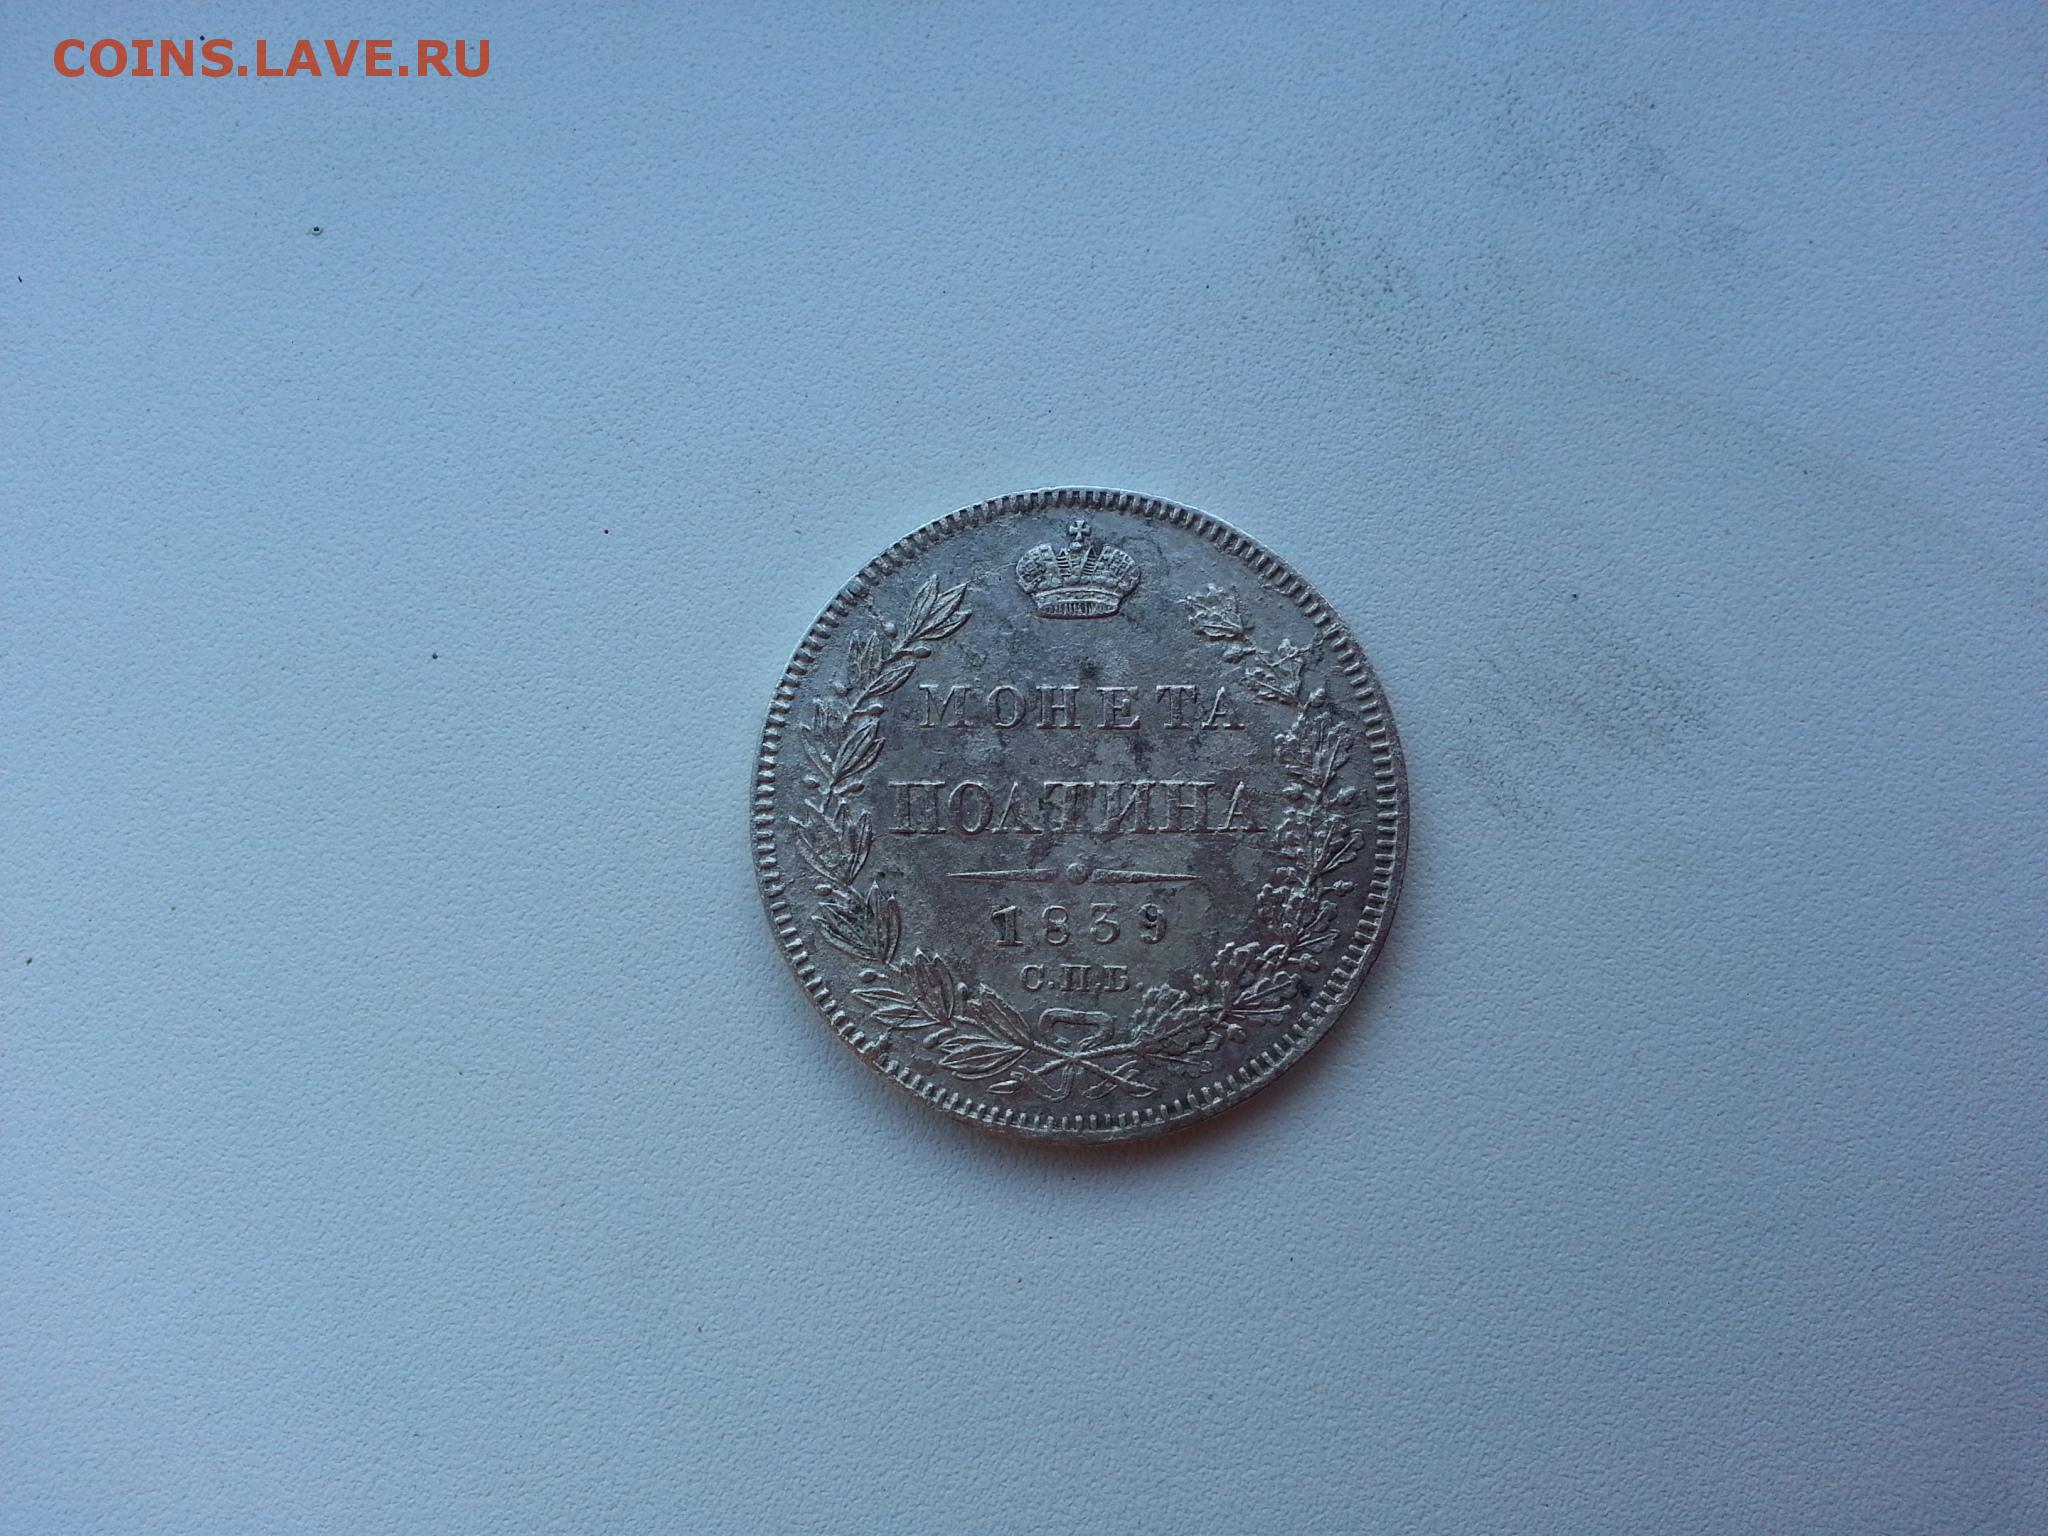 COINS.LAVE.RU
МОНЕТА
ПОЛТИНА
1839
С.П.Б.